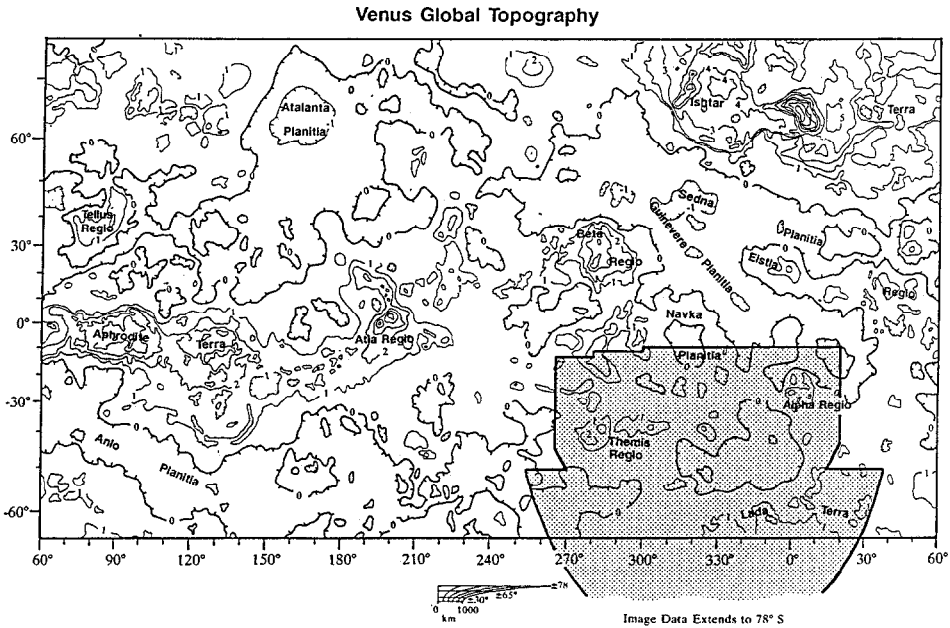 Venus Global Topography
Ishtar
Terra
Atalanta
Planitia
60°
Tellus
Regio
Sedna
Planitia
Guinevere
Planitia
30°
Beta
Regio
Eistla
Regio
Navka
Planitia
0°
Aphrodite
Terra
Atla Regio
-30°
Alpha Regio
Themis
Regio
Aino
Planitia
-60°
Lada
Terra
60 90° 120° 150° 180° 210° 240° 270° 300° 330° 0° 30° 60°
±78
±65°
±30°
0 1000
km
Image Data Extends to 78° S